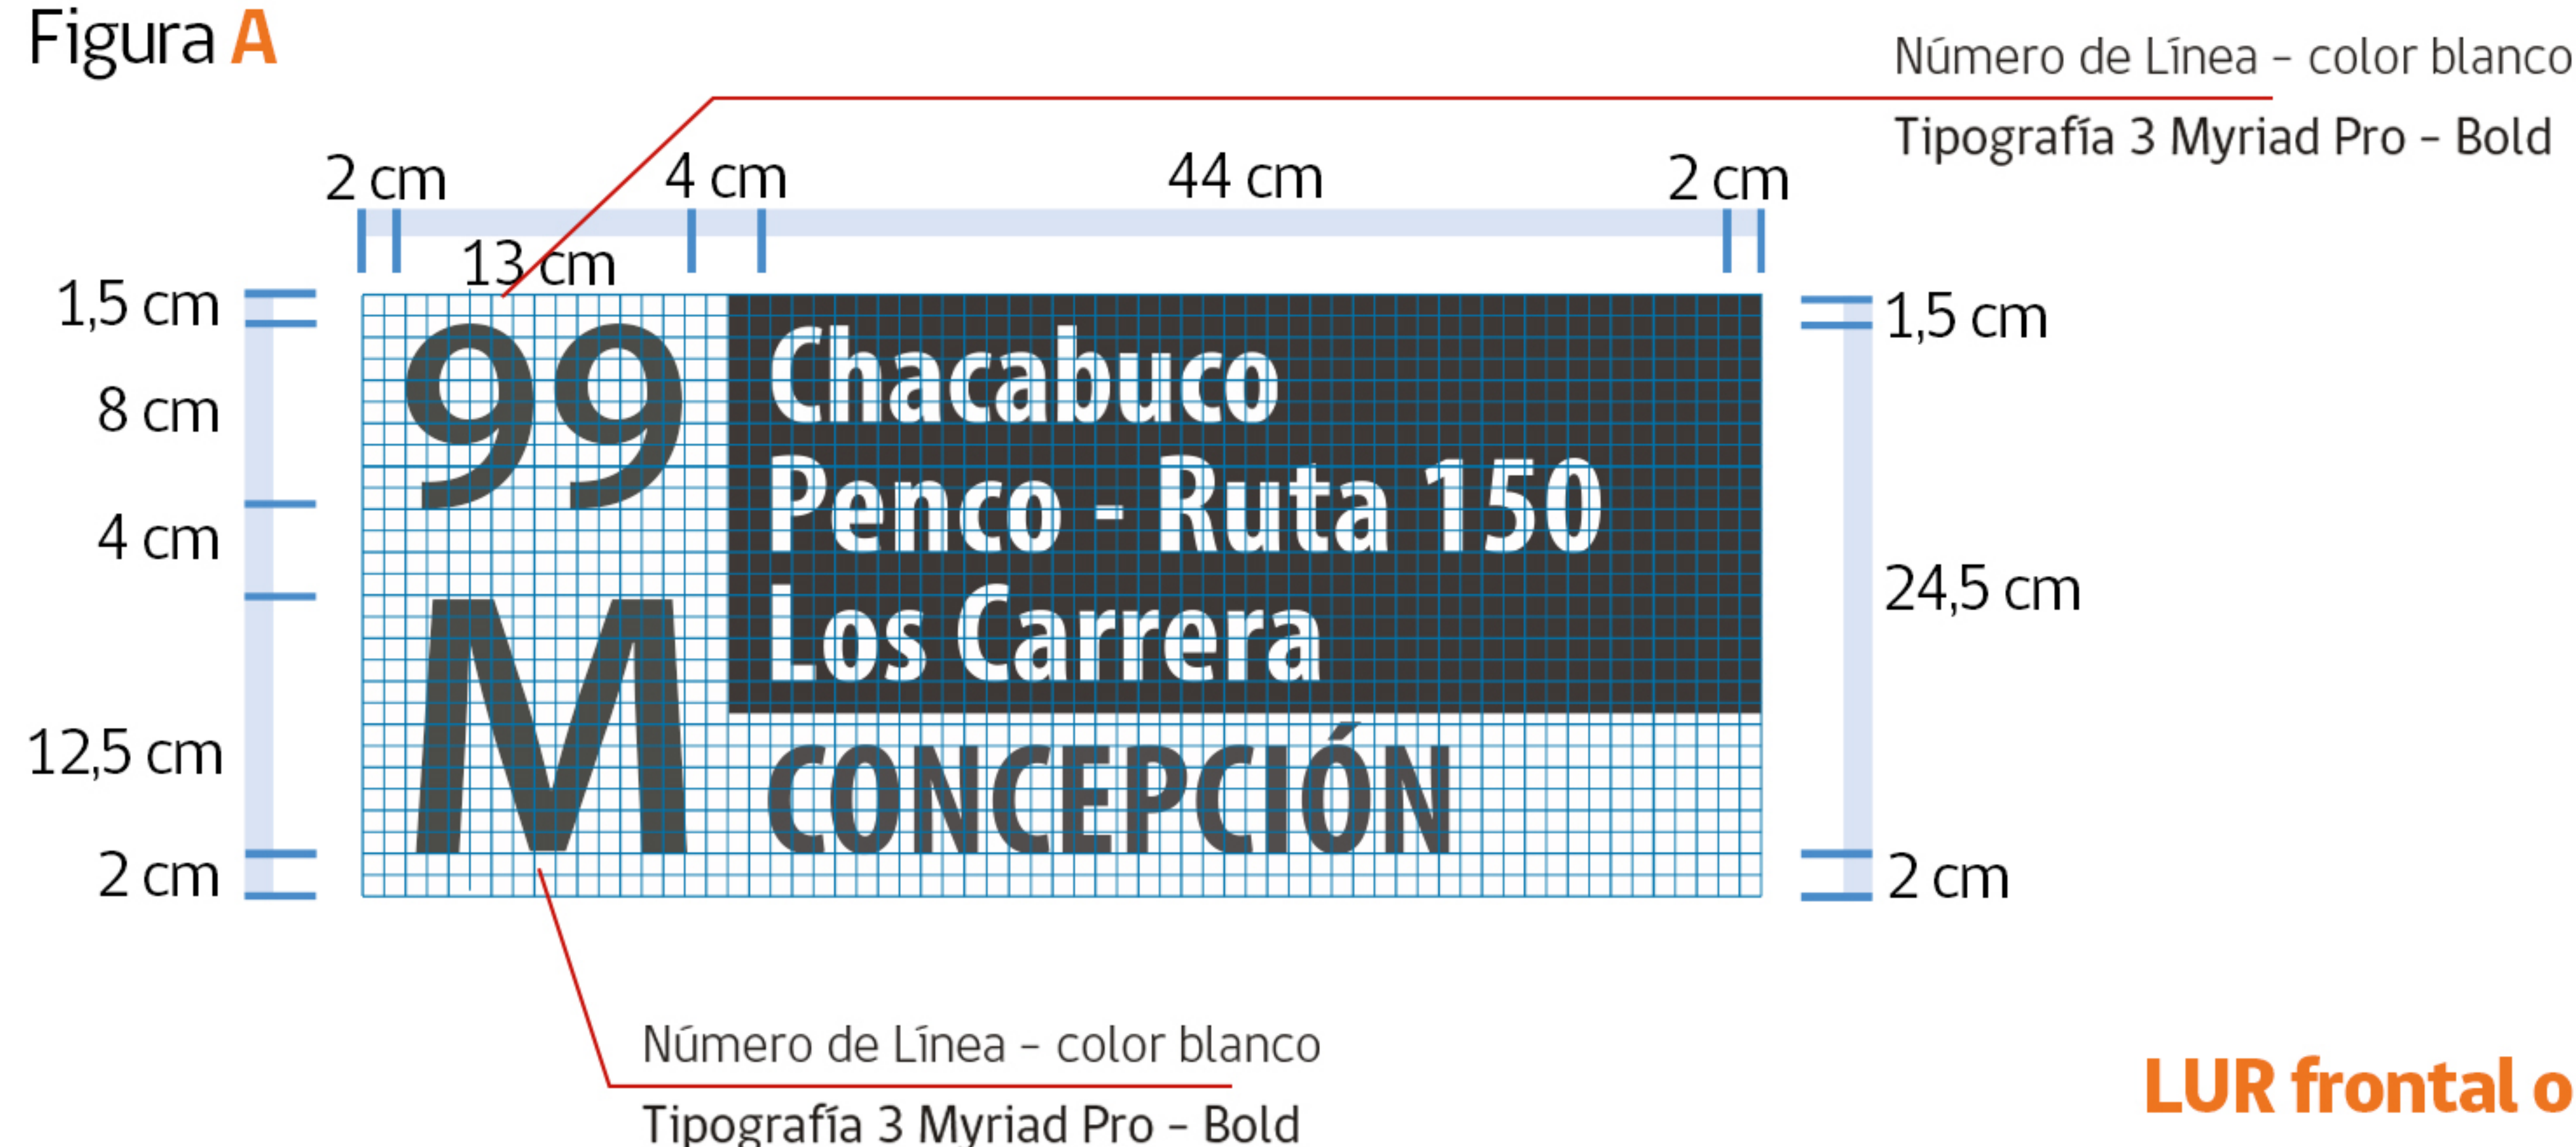 Figura A
Número de Línea - color blanco
Tipografía 3 Myriad Pro - Bold
2 cm
4 cm
44 cm
2 cm
13 cm
1,5 cm
8 cm
4 cm
12,5 cm
2 cm
99
M
Chacabuco
Penco - Ruta 150
Los Carrera
CONCEPCIÓN
1,5 cm
24,5 cm
2 cm
Número de Línea - color blanco
Tipografía 3 Myriad Pro - Bold
LUR frontal o